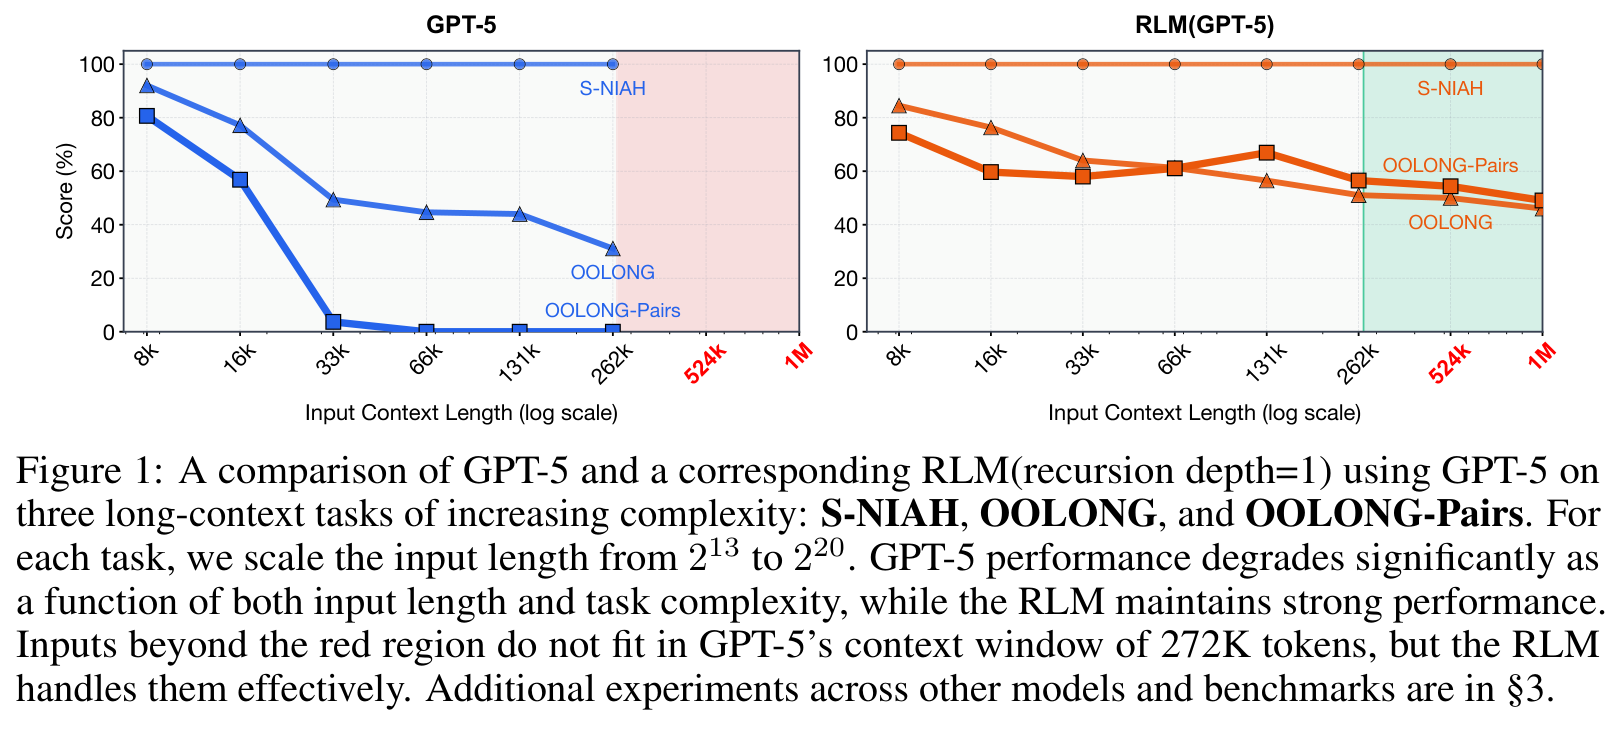 GPT-5
100
80
60
40
20
0
Score (%)
S-NIAH
OOLONG
OOLONG-Pairs
8k
16k
33k
66k
131k
262k
524k
1M
Input Context Length (log scale)
RLM(GPT-5)
100
80
60
40
20
0
S-NIAH
OOLONG-Pairs
OOLONG
8k
16k
33k
66k
131k
262k
524k
1M
Input Context Length (log scale)
Figure 1: A comparison of GPT-5 and a corresponding RLM(recursion depth=1) using GPT-5 on
three long-context tasks of increasing complexity: S-NIAH, OOLONG, and OOLONG-Pairs. For
each task, we scale the input length from 2¹³ to 2²⁰. GPT-5 performance degrades significantly as
a function of both input length and task complexity, while the RLM maintains strong performance.
Inputs beyond the red region do not fit in GPT-5’s context window of 272K tokens, but the RLM
handles them effectively. Additional experiments across other models and benchmarks are in §3.